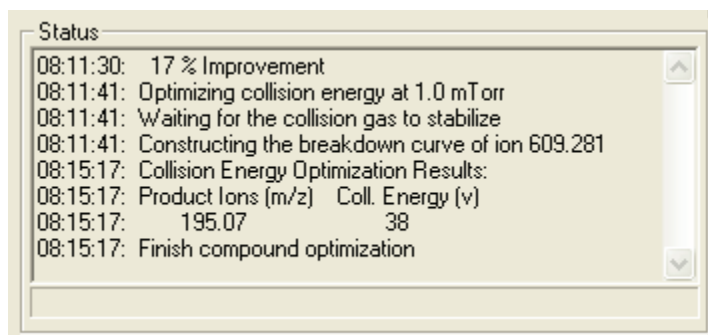 Status
08:11:30: 17 % Improvement
08:11:41: Optimizing collision energy at 1.0 mTorr
08:11:41: Waiting for the collision gas to stabilize
08:11:41: Constructing the breakdown curve of ion 609.281
08:15:17: Collision Energy Optimization Results:
08:15:17: Product Ions (m/z) Coll. Energy (v)
08:15:17: 195.07 38
08:15:17: Finish compound optimization